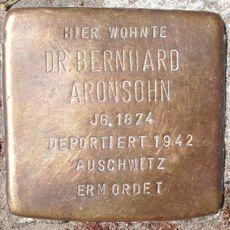 HIER WOHNTE
DR. BERNHARD
ARONSOHN
JG. 1874
DEPORTIERT 1942
AUSCHWITZ
ERMORDET